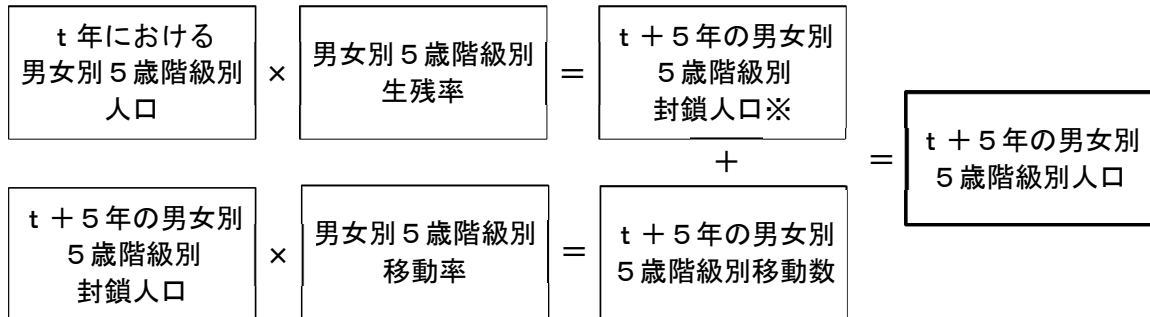 t 年における
男女別５歳階級別
人口
×
男女別５歳階級別
生残率
＝
t ＋５年の男女別
５歳階級別
封鎖人口※
＋
＝
t ＋５年の男女別
５歳階級別人口
t ＋５年の男女別
５歳階級別
封鎖人口
×
男女別５歳階級別
移動率
＝
t ＋５年の男女別
５歳階級別移動数